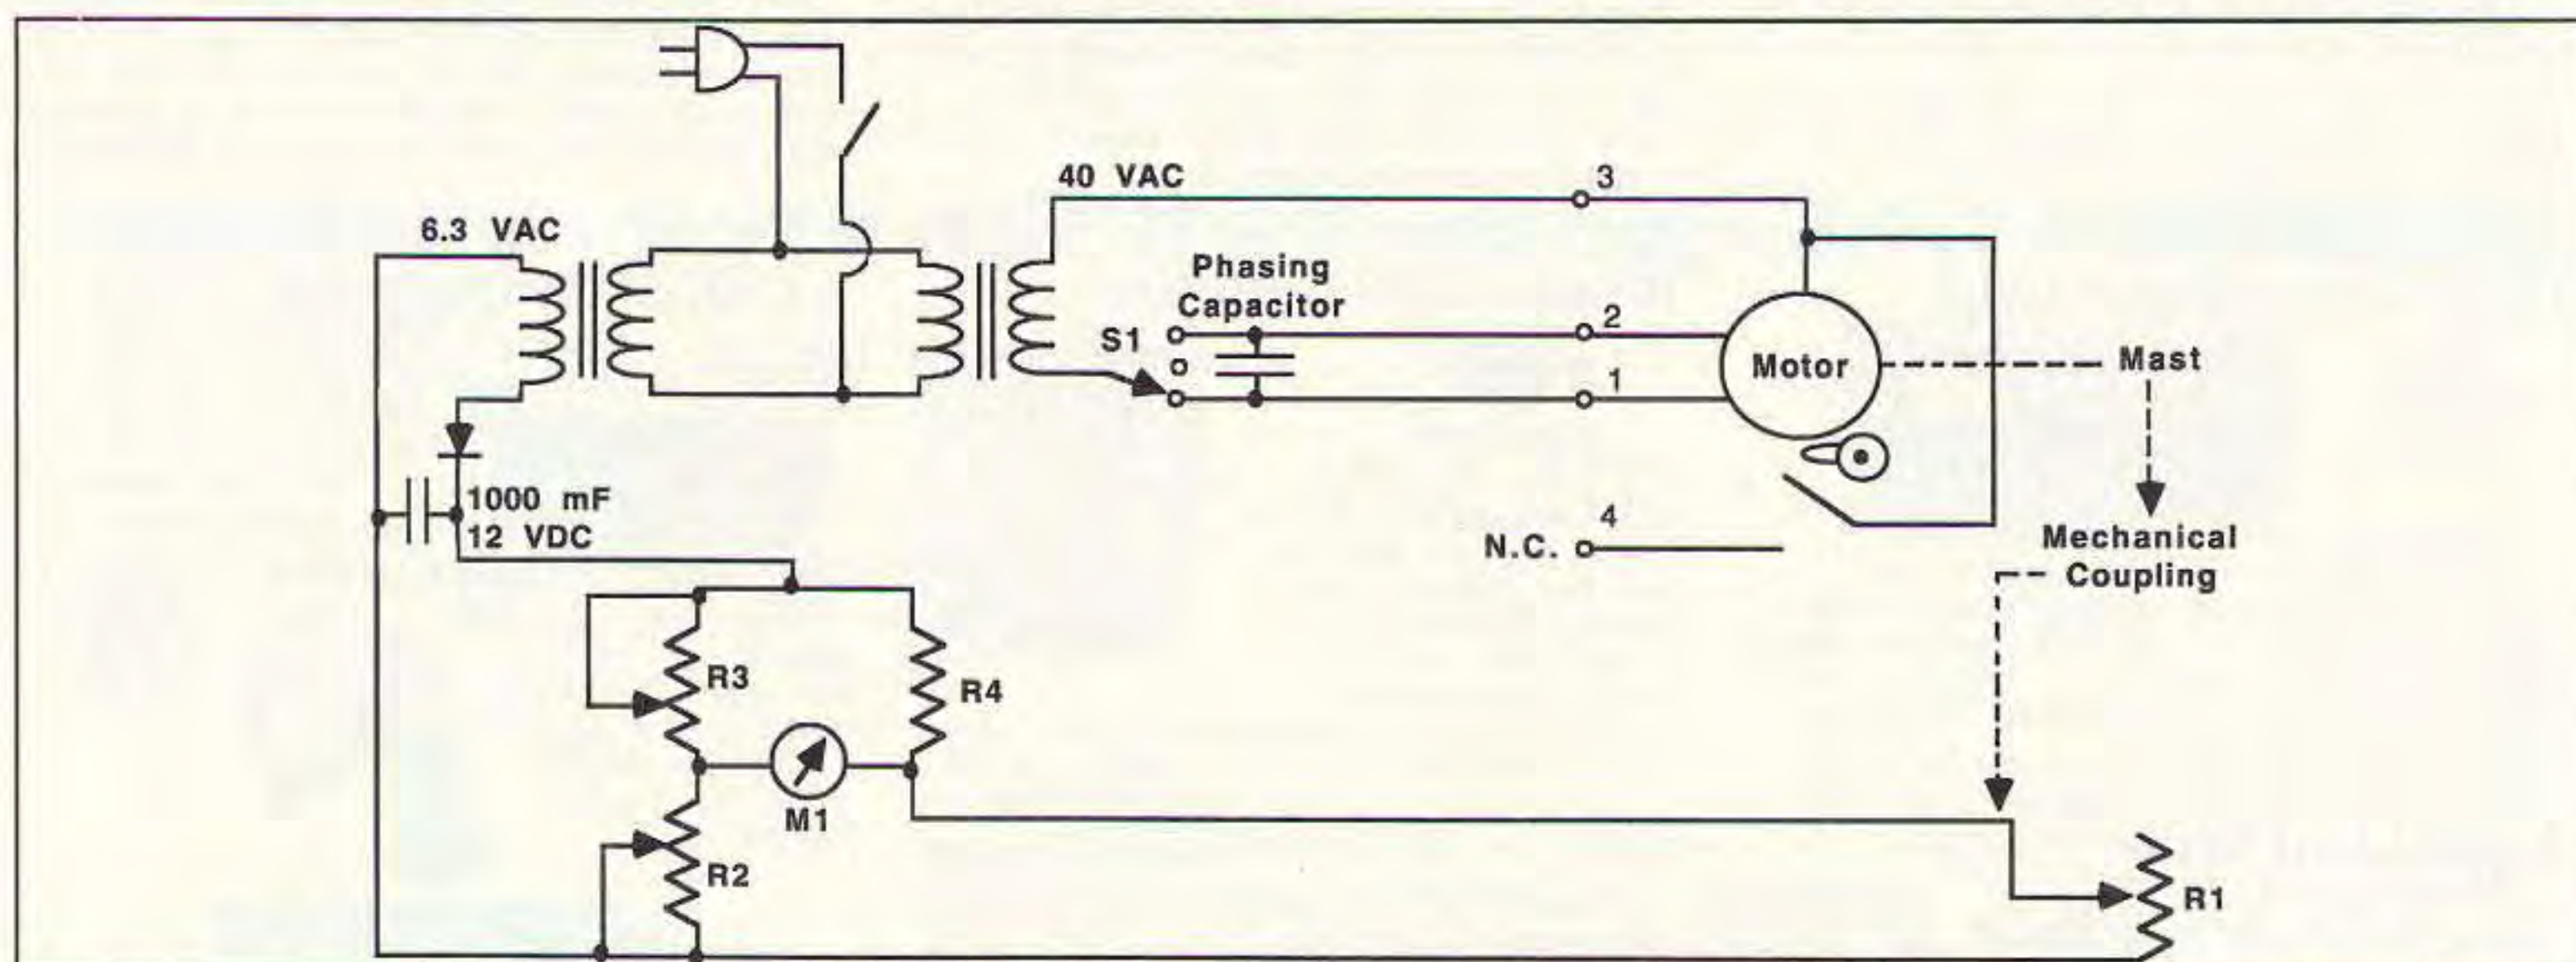 40 VAC
3
6.3 VAC
Phasing
Capacitor
S1
2
1
Motor
Mast
1000 mF
12 VDC
4
N.C.
Mechanical
Coupling
R3
R4
M1
R2
R1